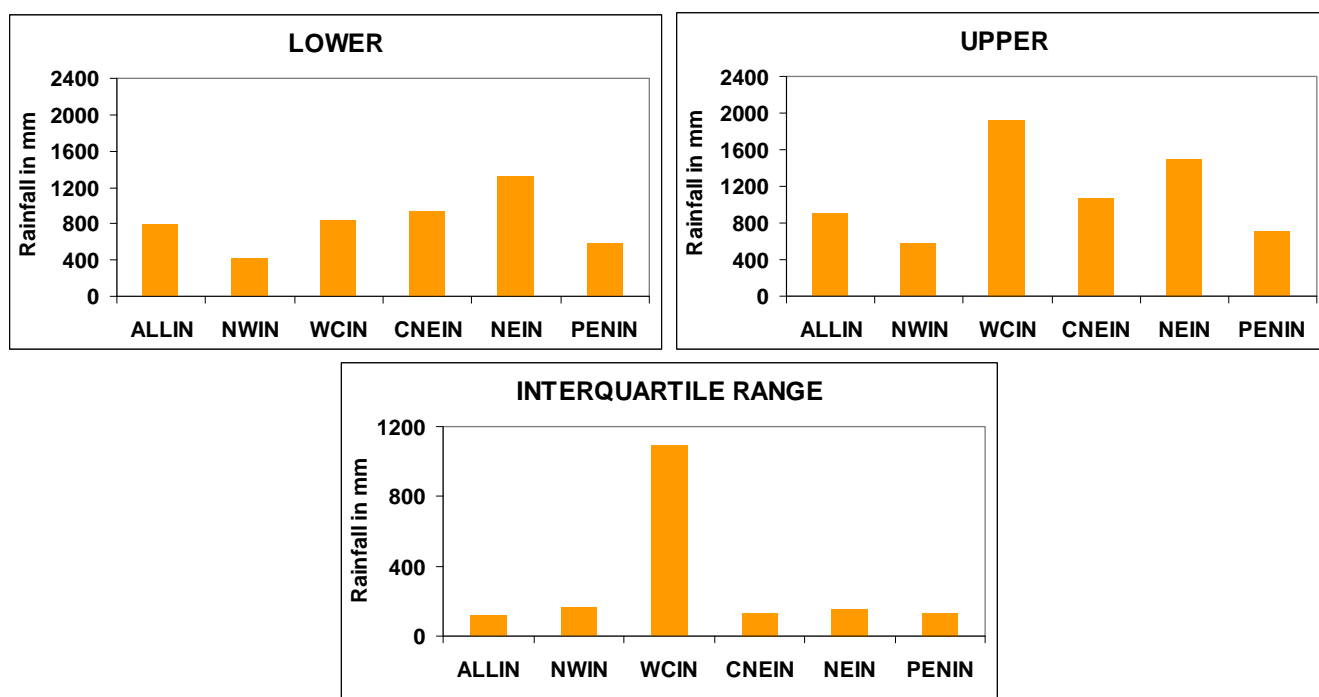 LOWER
Rainfall in mm
2400
2000
1600
1200
800
400
0
ALLIN NWIN WCIN CNEIN NEIN PENIN
UPPER
Rainfall in mm
2400
2000
1600
1200
800
400
0
ALLIN NWIN WCIN CNEIN NEIN PENIN
INTERQUARTILE RANGE
Rainfall in mm
1200
800
400
0
ALLIN NWIN WCIN CNEIN NEIN PENIN